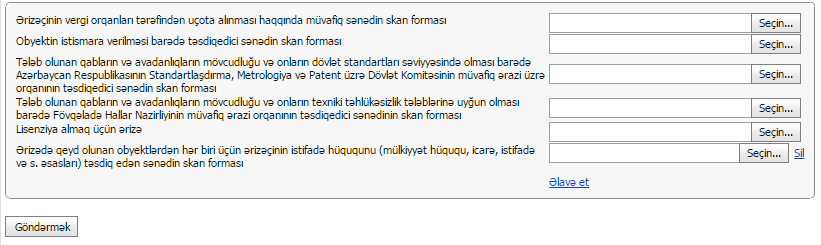 Ərizəçinin vergi orqanları tərəfindən uçota alınması haqqında müvafiq sənədin skan forması
Seçin...
Obyektin istismara verilməsi barədə təsdiqedici sənədin skan forması
Seçin...
Tələb olunan qabların və avadanlıqların mövcudluğu və onların dövlət standartları səviyyəsində olması barədə
Azərbaycan Respublikasının Standartlaşdırma, Metrologiya və Patent üzrə Dövlət Komitəsinin müvafiq ərazi üzrə
orqanının təsdiqedici sənədin skan forması
Seçin...
Tələb olunan qabların və avadanlıqların mövcudluğu və onların texniki təhlükəsizlik tələblərinə uyğun olması
barədə Fövqəladə Hallar Nazirliyinin müvafiq ərazi orqanının təsdiqedici sənədinin skan forması
Seçin...
Lisenziya almaq üçün ərizə
Seçin...
Ərizədə qeyd olunan obyektlərdən hər biri üçün ərizəçinin istifadə hüququnu (mülkiyyət hüququ, icarə, istifadə
və s. əsasları) təsdiq edən sənədin skan forması
Seçin... Sil
Əlavə et
Göndərmək